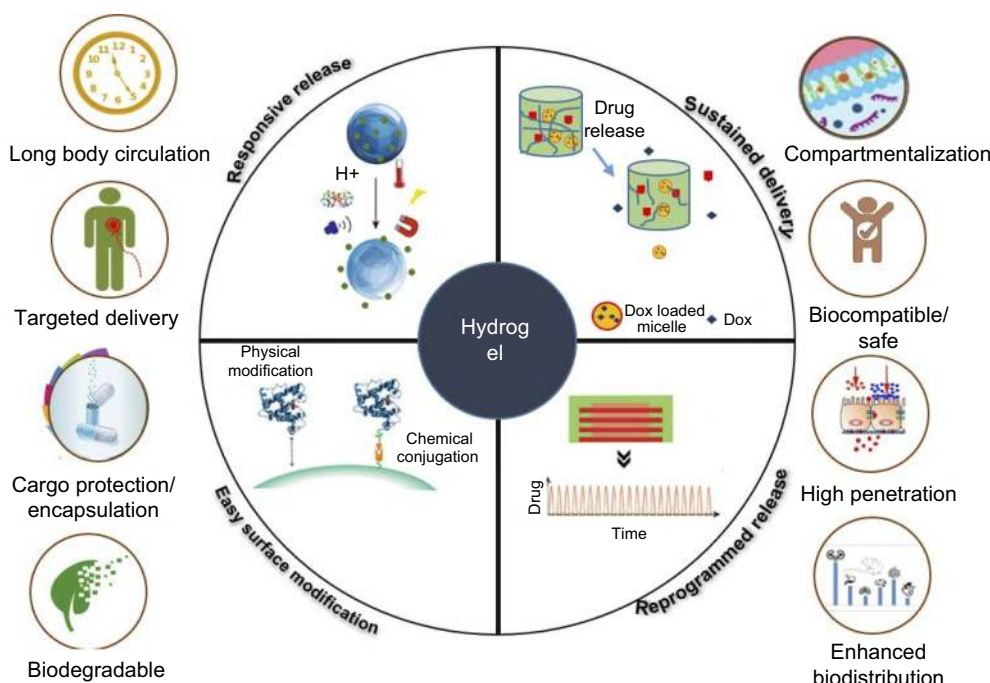 Long body circulation
Targeted delivery
Cargo protection/
encapsulation
Biodegradable
Responsive release
H+
Sustained delivery
Drug
release
Dox loaded
micelle
Dox
Hydrog
el
Easy surface modification
Physical
modification
Chemical
conjugation
Reprogrammed release
Drug
Time
Compartmentalization
Biocompatible/
safe
High penetration
Enhanced
biodistribution